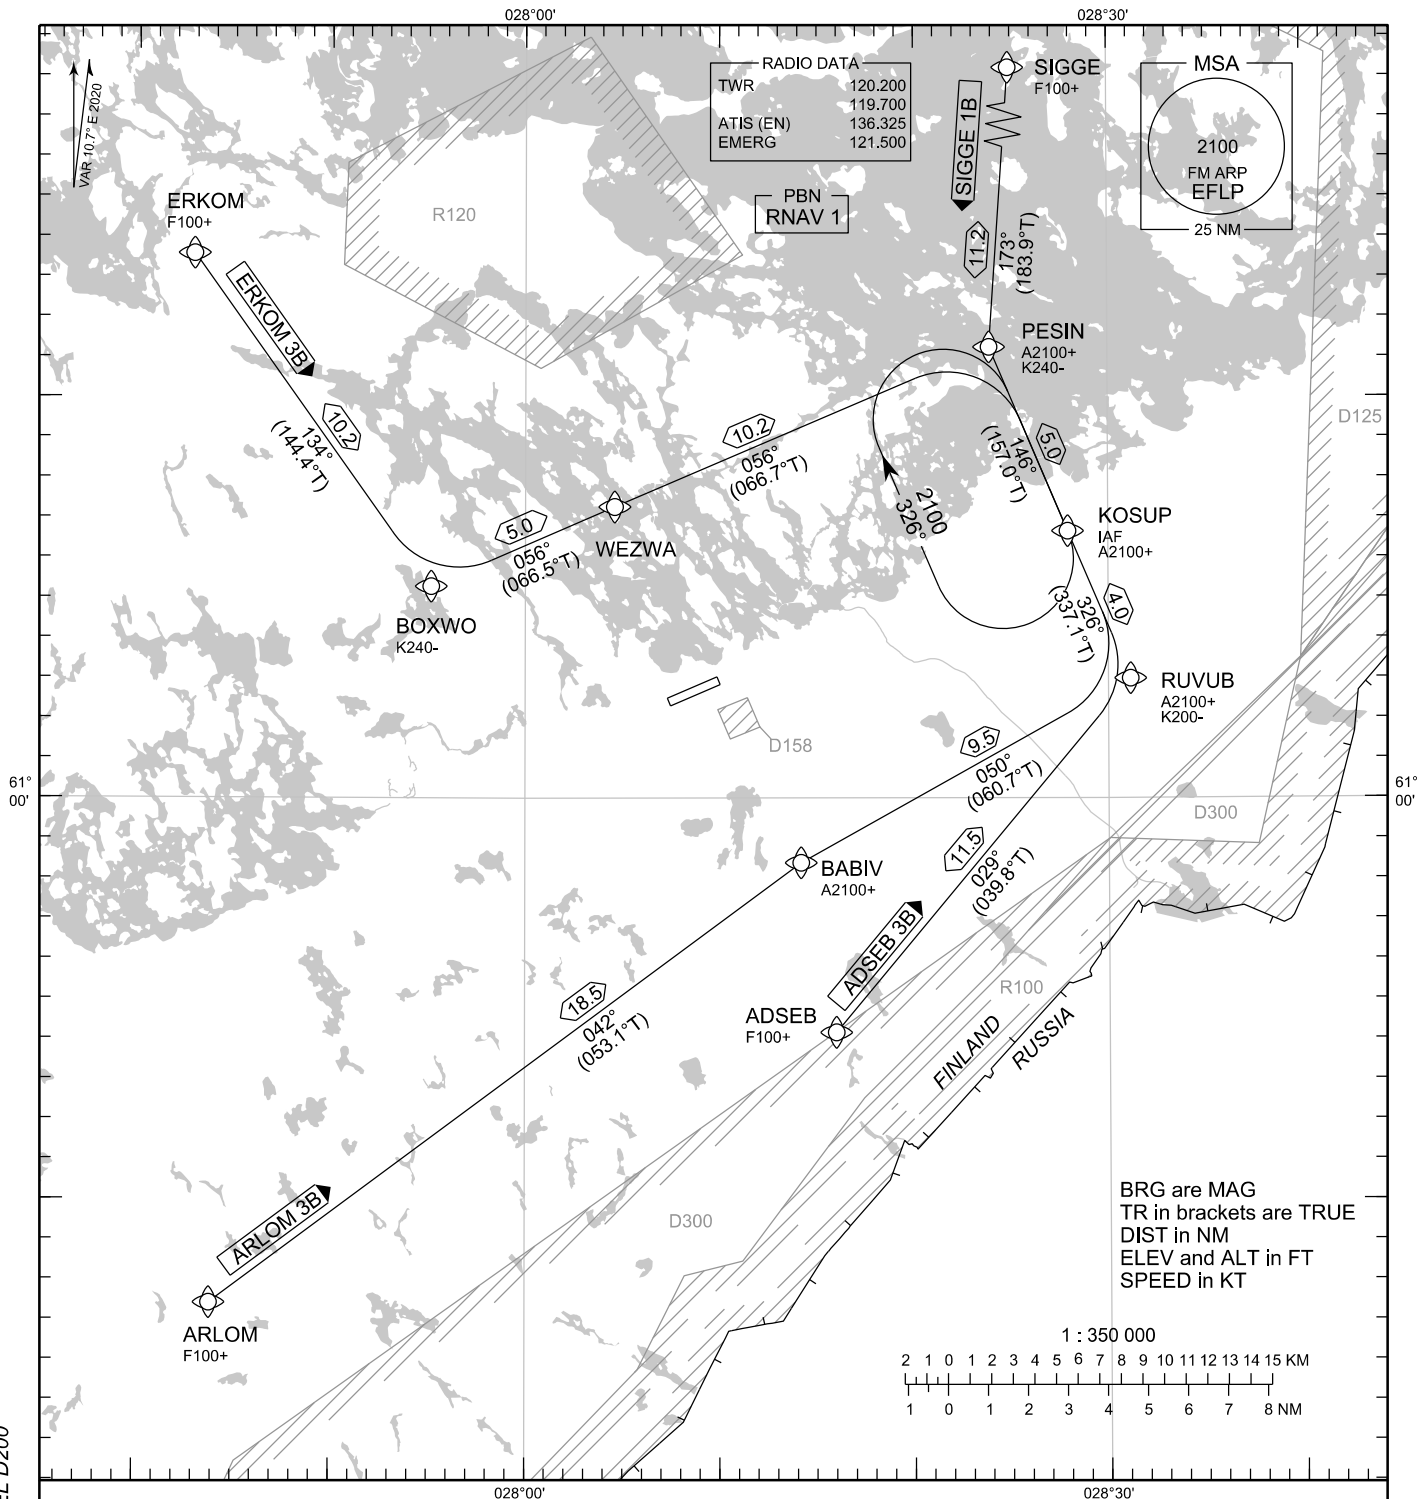 028°00'
028°30'
VAR 10.7° E 2020
RADIO DATA
TWR 120.200
119.700
ATIS (EN) 136.325
EMERG 121.500
PBN
RNAV 1
SIGGE
F100+
SIGGE 1B
11.2
173°
(183.9°T)
MSA
2100
FM ARP
EFLP
25 NM
ERKOM
F100+
R120
ERKOM 3B
10.2
134°
(144.4°T)
PESIN
A2100+
K240-
D125
10.2
056°
(066.7°T)
5.0
146°
(157.0°T)
2100
326°
KOSUP
IAF
A2100+
5.0
056°
(066.5°T)
WEZWA
BOXWO
K240-
4.0
326°
(337.1°T)
RUVUB
A2100+
K200-
D158
9.5
050°
(060.7°T)
61°
00'
61°
00'
D300
11.5
029°
(039.8°T)
BABIV
A2100+
ADSEB 3B
R100
18.5
042°
(053.1°T)
ADSEB
F100+
FINLAND
RUSSIA
ARLOM 3B
D300
ARLOM
F100+
BRG are MAG
TR in brackets are TRUE
DIST in NM
ELEV and ALT in FT
SPEED in KT
1 : 350 000
2 1 0 1 2 3 4 5 6 7 8 9 10 11 12 13 14 15 KM
1 0 1 2 3 4 5 6 7 8 NM
D200
028°00'
028°30'